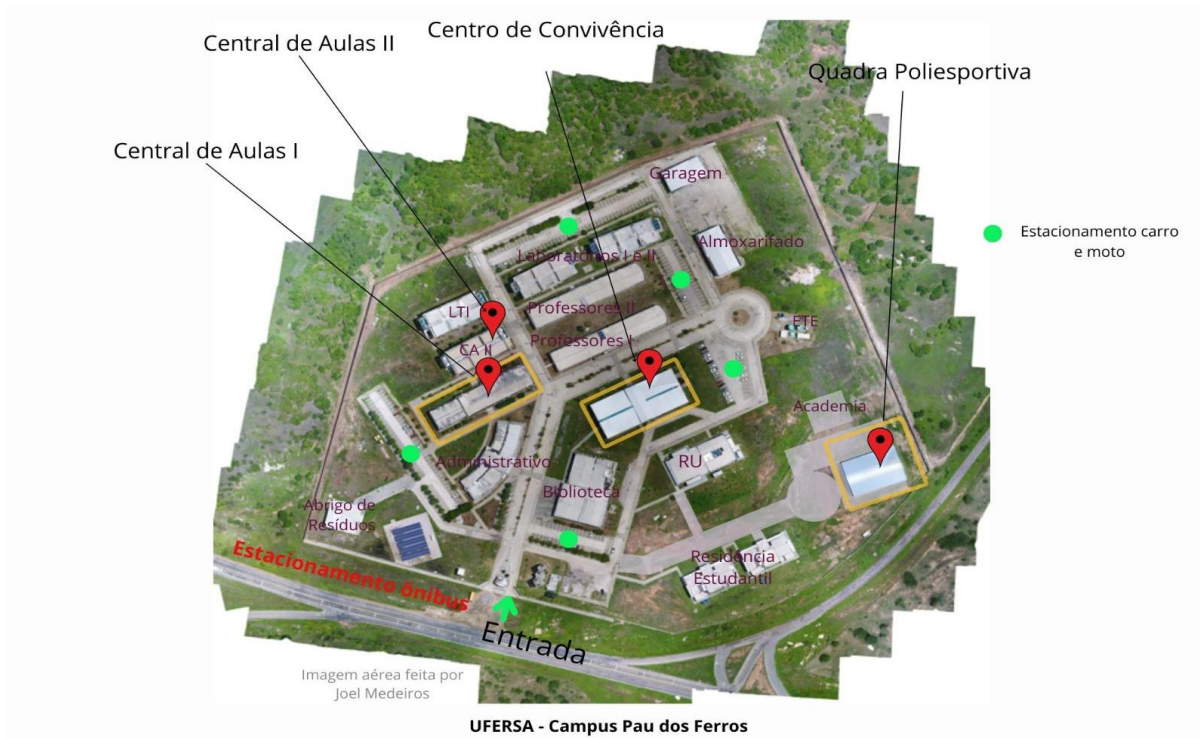 Centro de Convivência
Central de Aulas II
Quadra Poliesportiva
Central de Aulas I
Garagem
Estacionamento carro
e moto
Almoxarifado
Laboratórios I e II
Professores II
LTI
ETE
Professores I
CA II
Academia
Administrativo
RU
Biblioteca
Abrigo de
Resíduos
Estacionamento ônibus
Residência
Estudantil
Entrada
Imagem aérea feita por
Joel Medeiros
UFERSA - Campus Pau dos Ferros